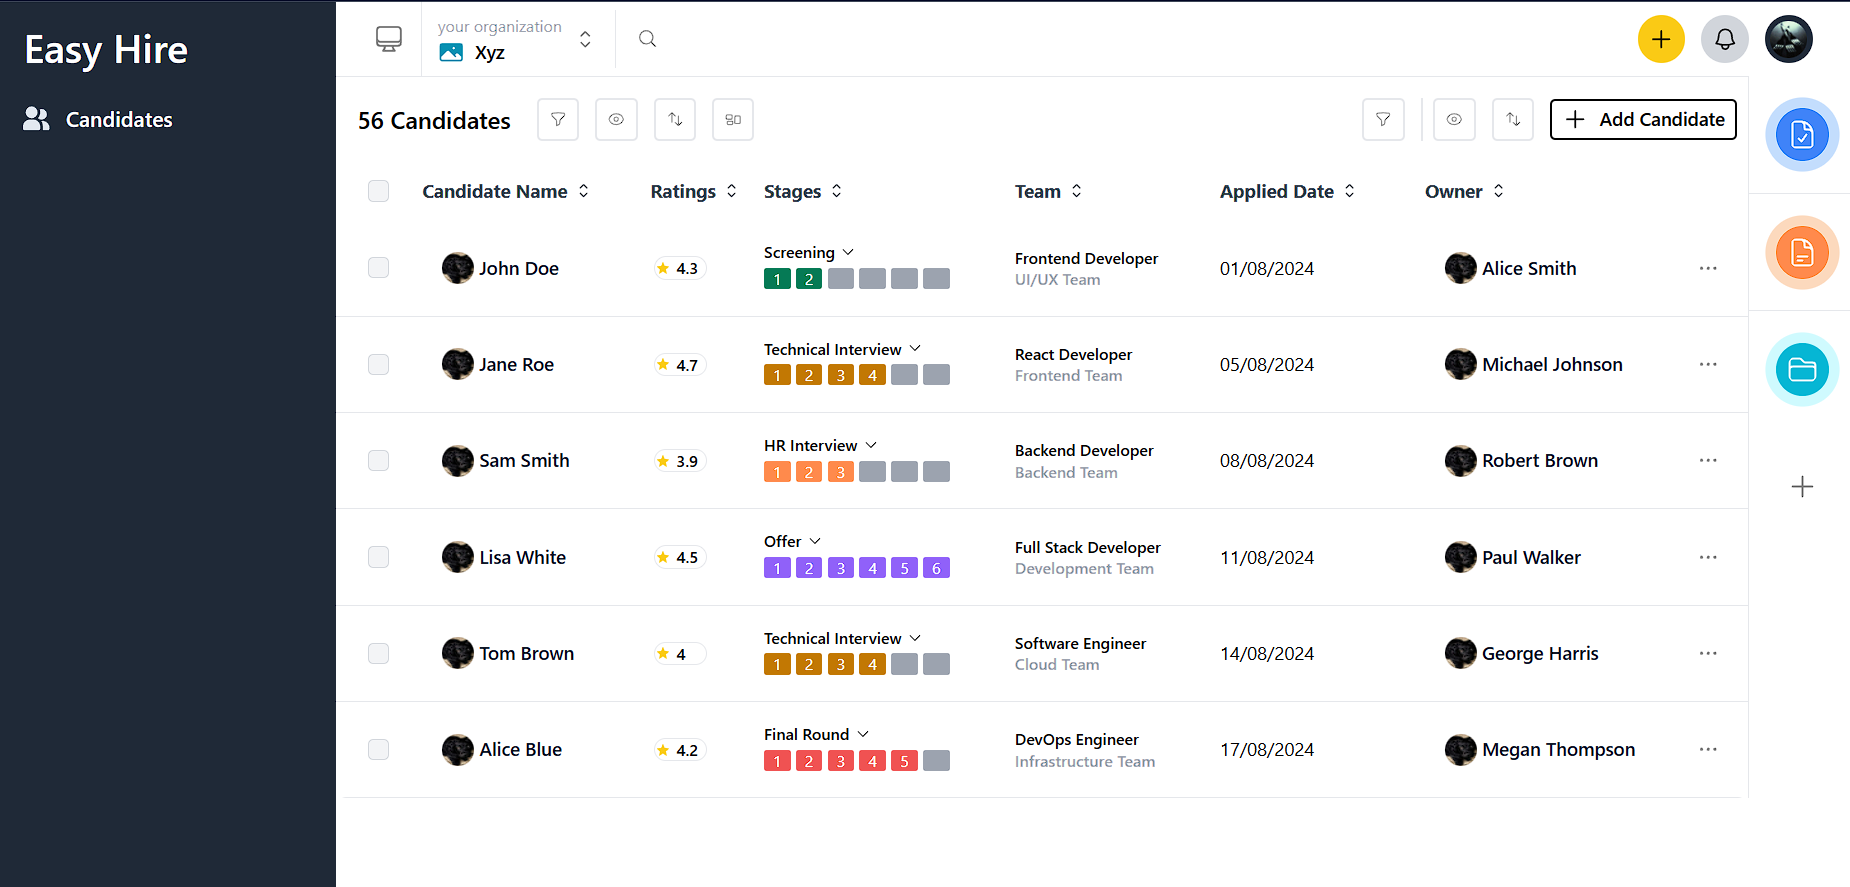 Easy Hire
Candidates
your organization
Xyz
56 Candidates
Add Candidate
Candidate Name Ratings Stages Team Applied Date Owner
John Doe 4.3 Screening 1 2 Frontend Developer UI/UX Team 01/08/2024 Alice Smith
Jane Roe 4.7 Technical Interview 1 2 3 4 React Developer Frontend Team 05/08/2024 Michael Johnson
Sam Smith 3.9 HR Interview 1 2 3 Backend Developer Backend Team 08/08/2024 Robert Brown
Lisa White 4.5 Offer 1 2 3 4 5 6 Full Stack Developer Development Team 11/08/2024 Paul Walker
Tom Brown 4 Technical Interview 1 2 3 4 Software Engineer Cloud Team 14/08/2024 George Harris
Alice Blue 4.2 Final Round 1 2 3 4 5 DevOps Engineer Infrastructure Team 17/08/2024 Megan Thompson